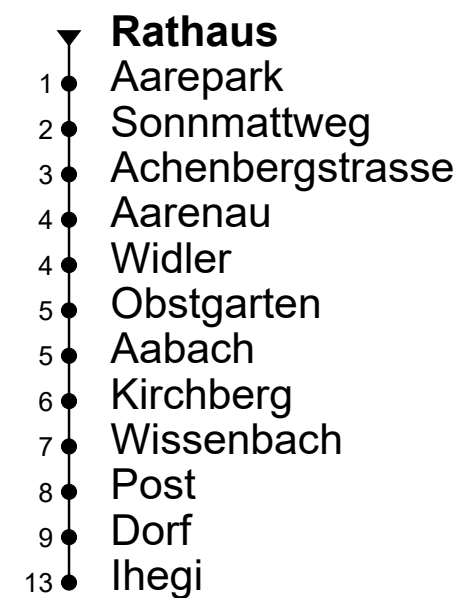 Rathaus
1 Aarepark
2 Sonnmattweg
3 Achenbergstrasse
4 Aarenau
4 Widler
5 Obstgarten
5 Aabach
6 Kirchberg
7 Wissenbach
8 Post
9 Dorf
13 Ihegi